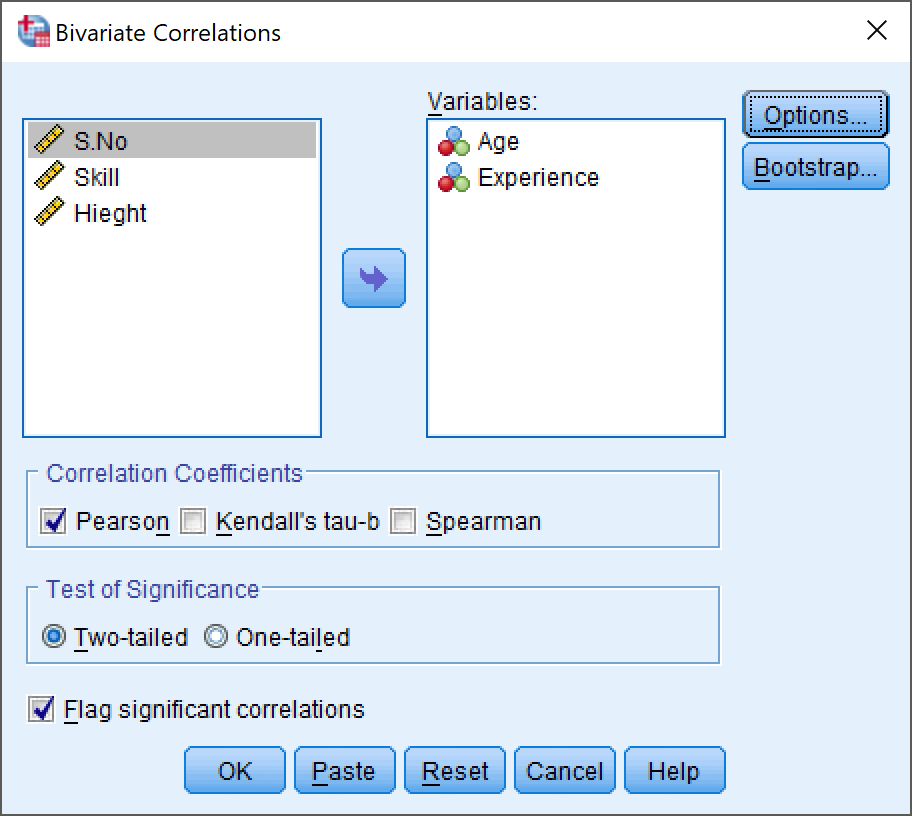 Bivariate Correlations
S.No
Skill
Hieght
Variables:
Age
Experience
Options...
Bootstrap...
Correlation Coefficients
Pearson Kendall's tau-b Spearman
Test of Significance
Two-tailed One-tailed
Flag significant correlations
OK Paste Reset Cancel Help